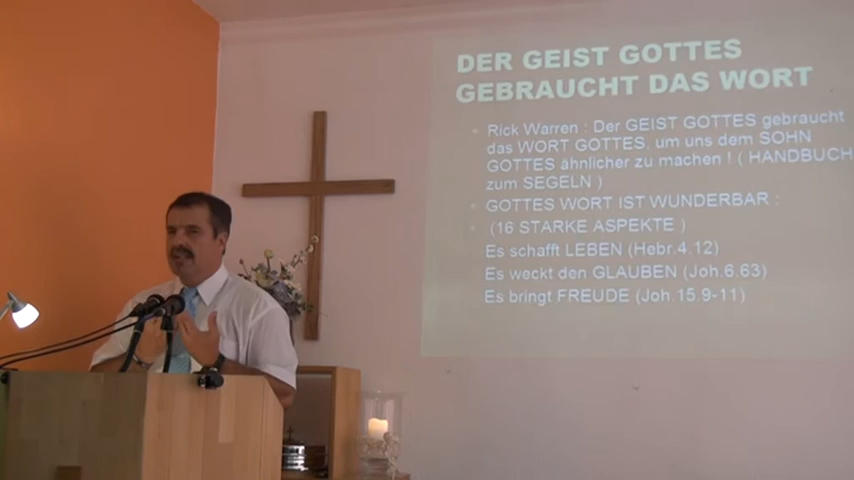 DER GEIST GOTTES
GEBRAUCHT DAS WORT
Rick Warren : Der GEIST GOTTES gebraucht
das WORT GOTTES, um uns dem SOHN
GOTTES ähnlicher zu machen ! ( HANDBUCH
zum SEGELN )
GOTTES WORT IST WUNDERBAR :
(16 STARKE ASPEKTE )
Es schafft LEBEN (Hebr.4.12)
Es weckt den GLAUBEN (Joh.6.63)
Es bringt FREUDE (Joh.15.9-11)